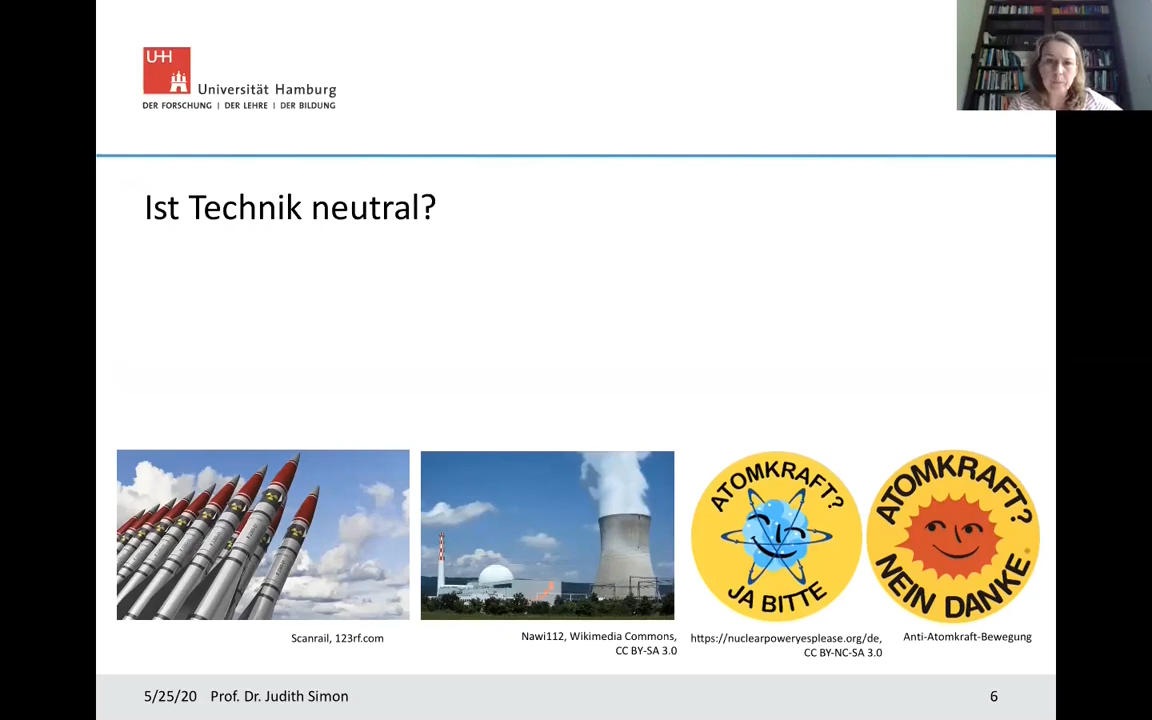 UH
Universität Hamburg
DER FORSCHUNG | DER LEHRE | DER BILDUNG
Ist Technik neutral?
ATOMKRAFT?
JA BITTE
ATOMKRAFT?
NEIN DANKE
Scanrail, 123rf.com
Nawi112, Wikimedia Commons,
CC BY-SA 3.0
https://nuclearpoweryesplease.org/de,
CC BY-NC-SA 3.0
Anti-Atomkraft-Bewegung
5/25/20 Prof. Dr. Judith Simon
6